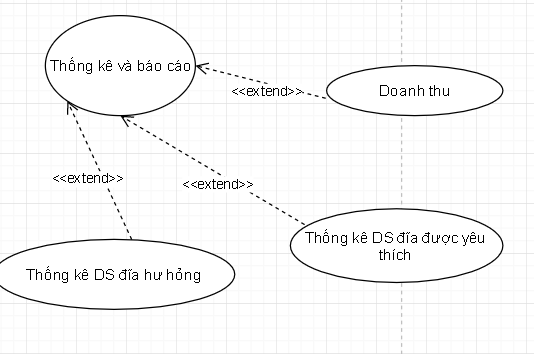 Thống kê và báo cáo
Doanh thu
<<extend>>
<<extend>>
<<extend>>
Thống kê DS đĩa được yêu
thích
Thống kê DS đĩa hư hỏng